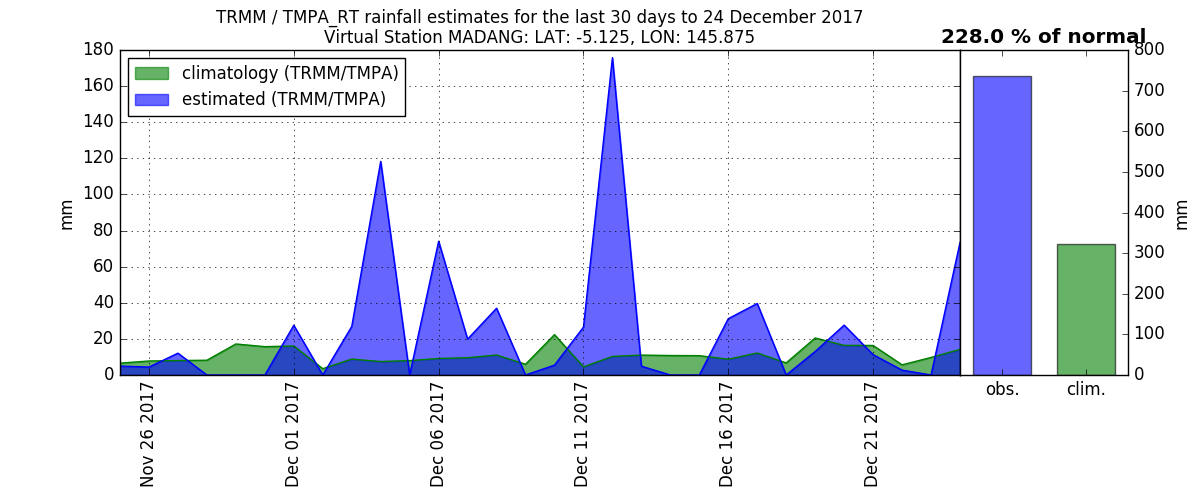 TRMM / TMPA_RT rainfall estimates for the last 30 days to 24 December 2017
Virtual Station MADANG: LAT: -5.125, LON: 145.875
228.0 % of normal
climatology (TRMM/TMPA)
estimated (TRMM/TMPA)
180
160
140
120
100
80
60
40
20
0
mm
Nov 26 2017
Dec 01 2017
Dec 06 2017
Dec 11 2017
Dec 16 2017
Dec 21 2017
obs.
clim.
800
700
600
500
400
300
200
100
0
mm